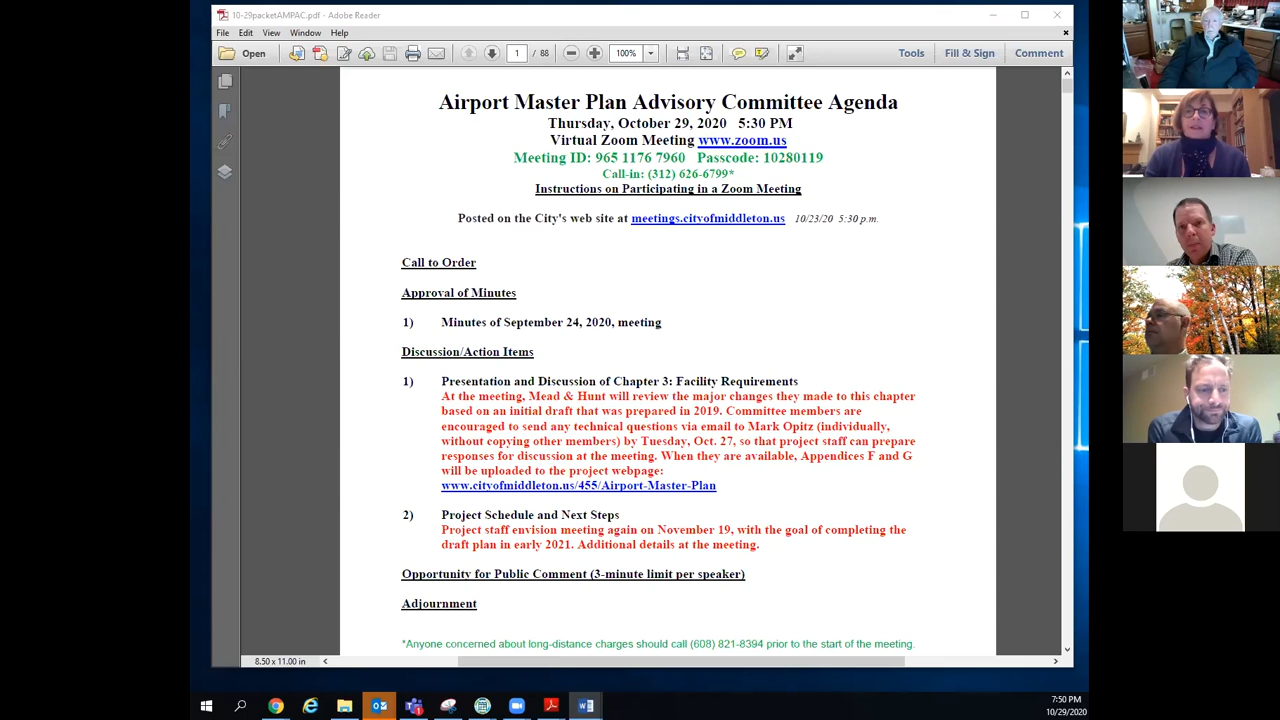 10-29packetAMPAC.pdf - Adobe Reader
File Edit View Window Help
Open 1 / 88 100% Tools Fill & Sign Comment
Airport Master Plan Advisory Committee Agenda
Thursday, October 29, 2020 5:30 PM
Virtual Zoom Meeting www.zoom.us
Meeting ID: 965 1176 7960 Passcode: 10280119
Call-in: (312) 626-6799*
Instructions on Participating in a Zoom Meeting
Posted on the City's web site at meetings.cityofmiddleton.us 10/23/20 5:30 p.m.
Call to Order
Approval of Minutes
1) Minutes of September 24, 2020, meeting
Discussion/Action Items
1) Presentation and Discussion of Chapter 3: Facility Requirements
At the meeting, Mead & Hunt will review the major changes they made to this chapter
based on an initial draft that was prepared in 2019. Committee members are
encouraged to send any technical questions via email to Mark Opitz (individually,
without copying other members) by Tuesday, Oct. 27, so that project staff can prepare
responses for discussion at the meeting. When they are available, Appendices F and G
will be uploaded to the project webpage:
www.cityofmiddleton.us/455/Airport-Master-Plan
2) Project Schedule and Next Steps
Project staff envision meeting again on November 19, with the goal of completing the
draft plan in early 2021. Additional details at the meeting.
Opportunity for Public Comment (3-minute limit per speaker)
Adjournment
*Anyone concerned about long-distance charges should call (608) 821-8394 prior to the start of the meeting.
8.50 x 11.00 in
7:50 PM
10/29/2020